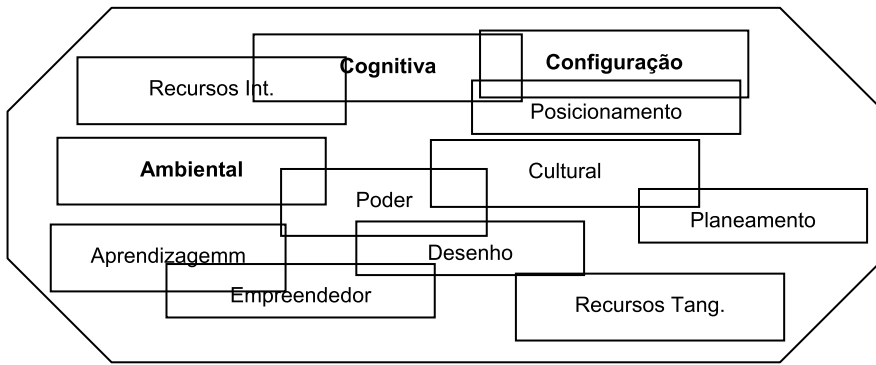 Cognitiva
Configuração
Recursos Int.
Posicionamento
Ambiental
Cultural
Poder
Planeamento
Aprendizagemm
Desenho
Empreendedor
Recursos Tang.